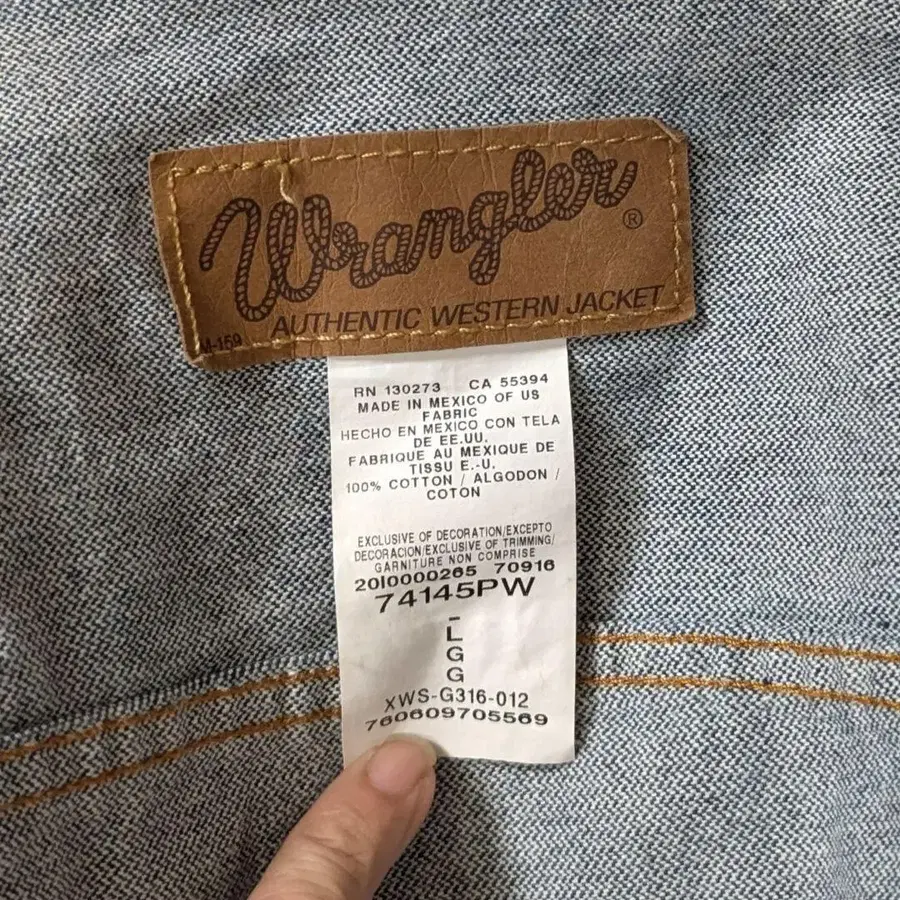 Wrangler®
AUTHENTIC WESTERN JACKET
M-159
RN 130273 CA 55394
MADE IN MEXICO OF US
FABRIC
HECHO EN MEXICO CON TELA
DE EE.UU.
FABRIQUE AU MEXIQUE DE
TISSU E.-U.
100% COTTON / ALGODON /
COTON
EXCLUSIVE OF DECORATION/EXCEPTO
DECORACION/EXCLUSIVE OF TRIMMING/
GARNITURE NON COMPRISE
20I0000265 70916
74145PW
–
L
G
G
XWS-G316-012
760609705569